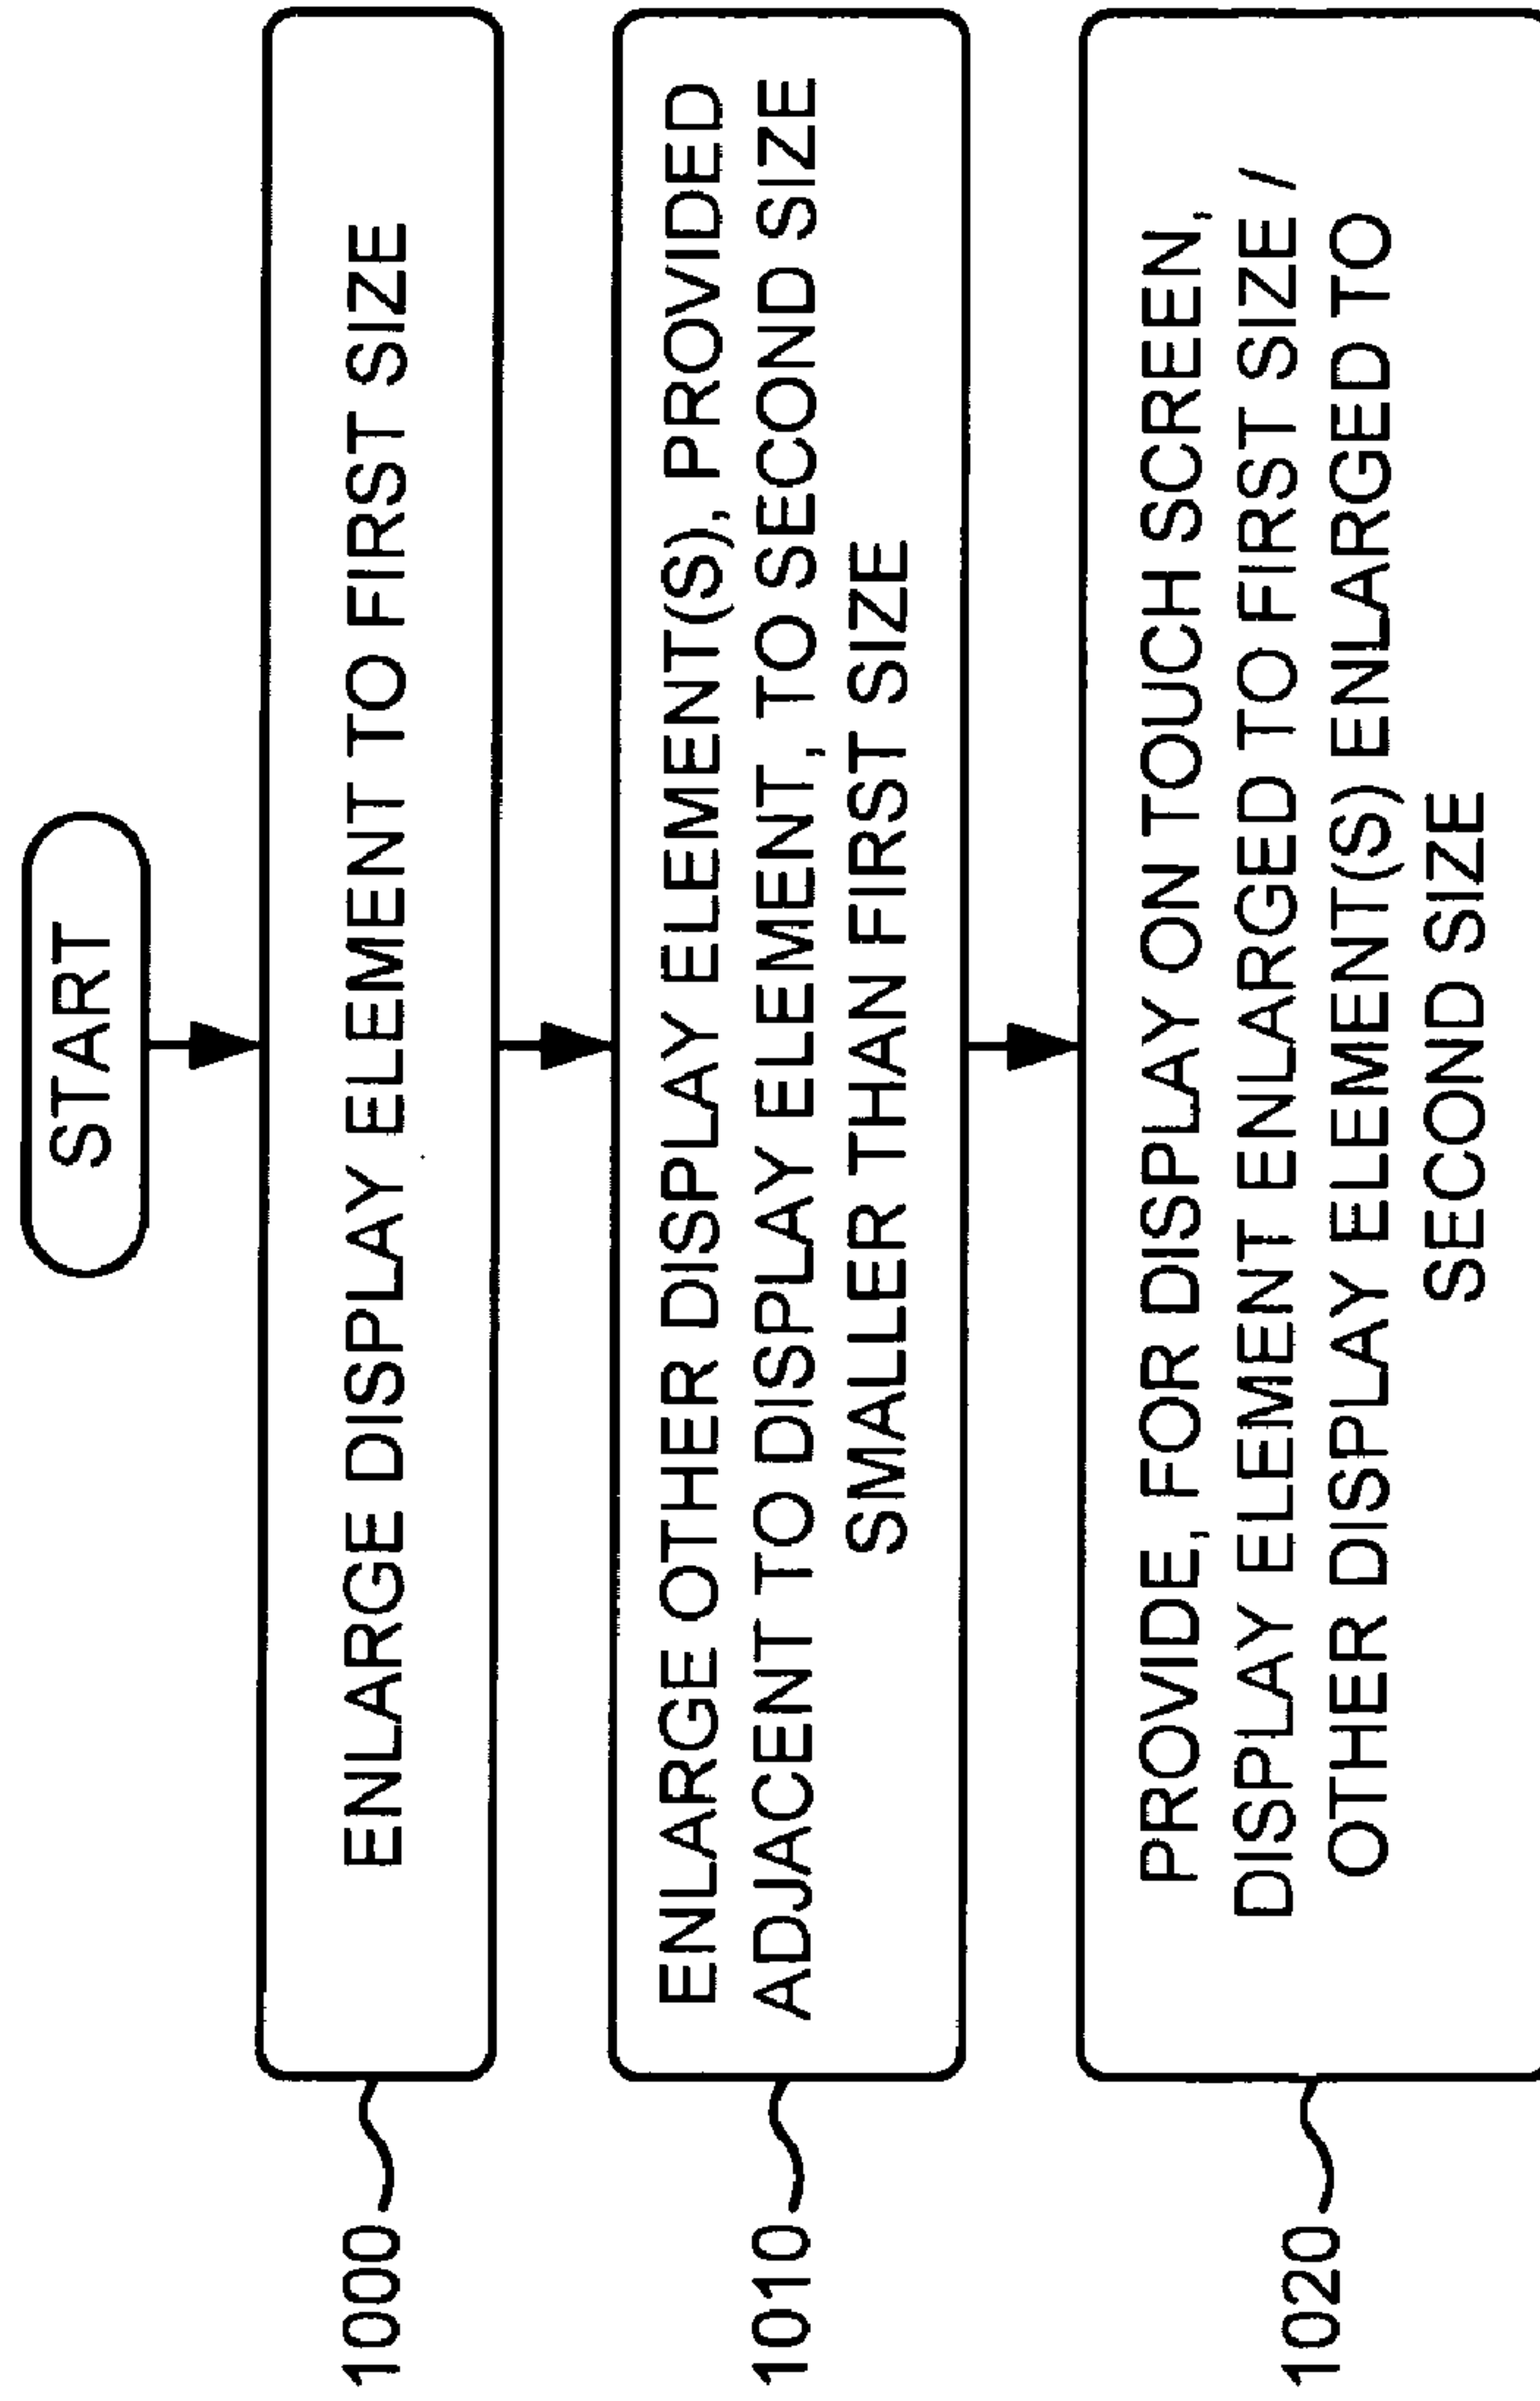 START
1000
ENLARGE DISPLAY ELEMENT TO FIRST SIZE
1010
ENLARGE OTHER DISPLAY ELEMENT(S), PROVIDED
ADJACENT TO DISPLAY ELEMENT, TO SECOND SIZE
SMALLER THAN FIRST SIZE
1020
PROVIDE, FOR DISPLAY ON TOUCH SCREEN,
DISPLAY ELEMENT ENLARGED TO FIRST SIZE /
OTHER DISPLAY ELEMENT(S) ENLARGED TO
SECOND SIZE